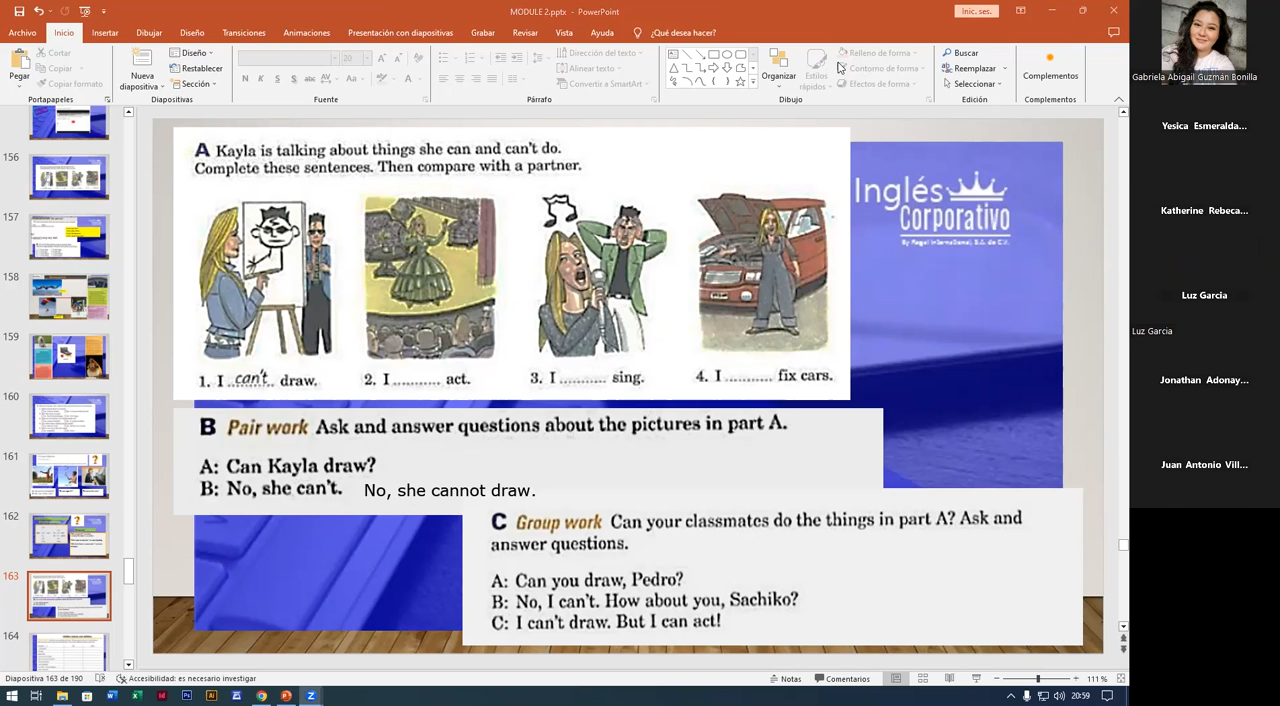 MODULE 2.pptx - PowerPoint
Inic. ses.
Archivo Inicio Insertar Dibujar Diseño Transiciones Animaciones Presentación con diapositivas Grabar Revisar Vista Ayuda ¿Qué desea hacer?
Pegar
Cortar
Copiar
Copiar formato
Portapapeles
Nueva
diapositiva
Diseño
Restablecer
Sección
Diapositivas
20
N K S S abc AV Aa A
Fuente
Dirección del texto
Alinear texto
Convertir a SmartArt
Párrafo
Organizar
Estilos
rápidos
Relleno de forma
Contorno de forma
Efectos de forma
Dibujo
Buscar
Reemplazar
Seleccionar
Edición
Complementos
Complementos
156
157
158
159
160
161
162
163
164
A Kayla is talking about things she can and can't do.
Complete these sentences. Then compare with a partner.
1. I ..can't.. draw.
2. I ........... act.
3. I ........... sing.
4. I ........... fix cars.
Inglés
Corporativo
By Regal International, S.A. de C.V.
B Pair work Ask and answer questions about the pictures in part A.
A: Can Kayla draw?
B: No, she can't. No, she cannot draw.
C Group work Can your classmates do the things in part A? Ask and
answer questions.
A: Can you draw, Pedro?
B: No, I can't. How about you, Sachiko?
C: I can't draw. But I can act!
Gabriela Abigail Guzmán Bonilla
Yesica Esmeralda...
Katherine Rebeca...
Luz Garcia
Luz Garcia
Jonathan Adonay...
Juan Antonio Vill...
Diapositiva 163 de 190
Accesibilidad: es necesario investigar
Notas
Comentarios
111 %
20:59